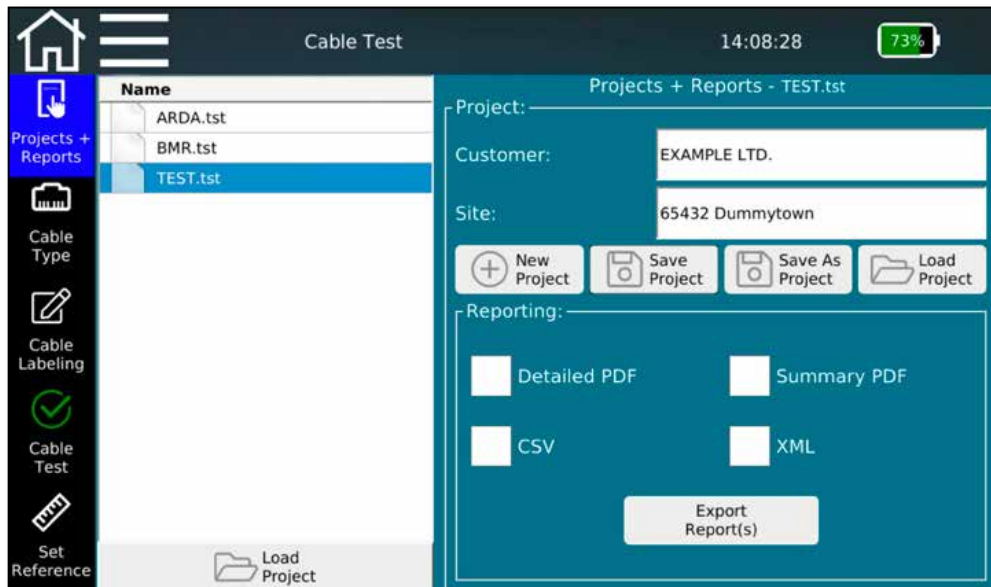 Cable Test
14:08:28
73%
Projects +
Reports
Cable
Type
Cable
Labeling
Cable
Test
Set
Reference
Name
ARDA.tst
BMR.tst
TEST.tst
Load
Project
Projects + Reports - TEST.tst
Project:
Customer:
EXAMPLE LTD.
Site:
65432 Dummytown
New
Project
Save
Project
Save As
Project
Load
Project
Reporting:
Detailed PDF
Summary PDF
CSV
XML
Export
Report(s)